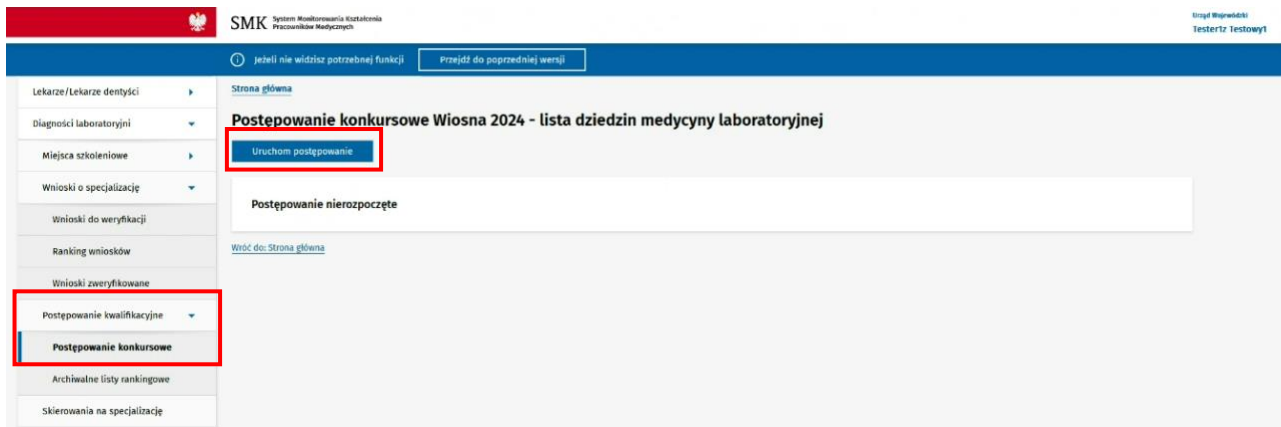 SMK System Monitorowania Kształcenia
Pracowników Medycznych
Urząd Wojewódzki
Tester1z Testowy1
Jeżeli nie widzisz potrzebnej funkcji
Przejdź do poprzedniej wersji
Lekarze/Lekarze dentyści
Diagności laboratoryjni
Miejsca szkoleniowe
Wnioski o specjalizację
Wnioski do weryfikacji
Ranking wniosków
Wnioski zweryfikowane
Postępowanie kwalifikacyjne
Postępowanie konkursowe
Archiwalne listy rankingowe
Skierowania na specjalizację
Strona główna
Postępowanie konkursowe Wiosna 2024 - lista dziedzin medycyny laboratoryjnej
Uruchom postępowanie
Postępowanie nierozpoczęte
Wróć do: Strona główna